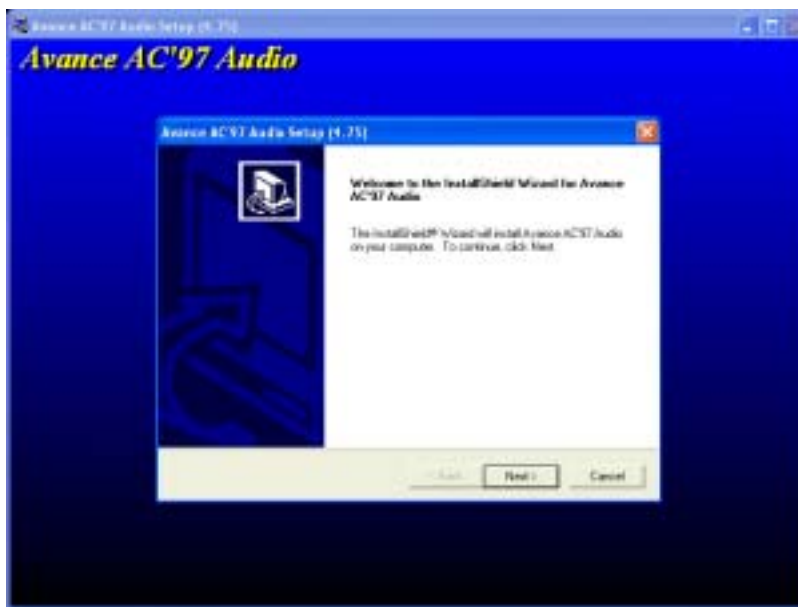 Avance AC'97 Audio Setup (4.75)
Avance AC'97 Audio
Avance AC'97 Audio Setup (4.75)
Welcome to the InstallShield Wizard for Avance
AC'97 Audio
The InstallShield® Wizard will install Avance AC'97 Audio
on your computer. To continue, click Next.
< Back
Next >
Cancel